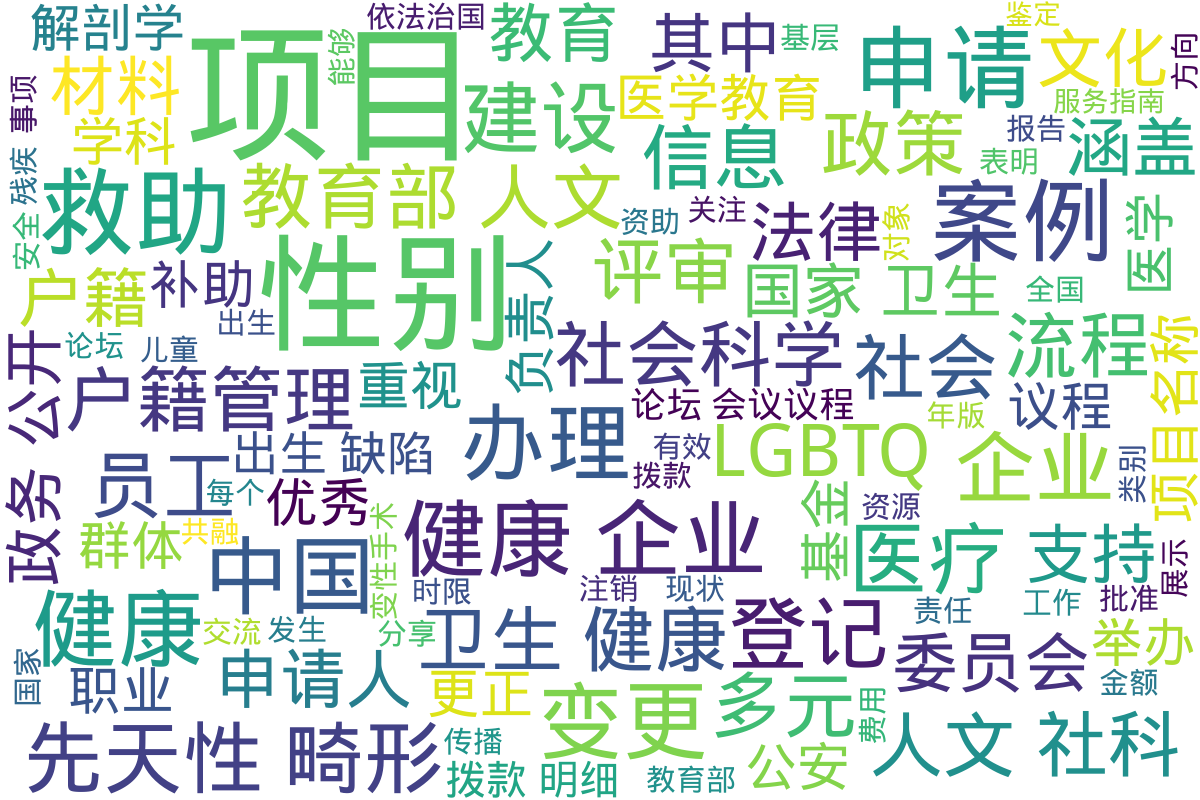 解剖学
依法治国
教育
其中
基层
申请
鉴定
文化
方向
事项
材料
能够
项目
建设
医学教育
服务指南
学科
信息
政策
报告
涵盖
表明
残疾
救助
教育部 人文
资助
关注
法律
对象
案例
医学
安全
户籍
补助
性别
负责人
评审
国家 卫生
全国
出生
论坛
儿童
社会科学
社会
流程
项目名称
政务 公开
户籍管理
重视
论坛 会议议程
议程
年版
出生 缺陷
办理
有效
LGBTQ
企业
类别
员工
每个
优秀
拨款
基金
资源
群体
共融
中国
变性手术
健康 企业
医疗
支持
展示
时限
注销
现状
健康
交流
发生
分享
卫生 健康
登记
责任
工作
批准
委员会
举办
国家
职业
申请人
更正
变更
多元
费用
金额
先天性 畸形
传播
拨款 明细
教育部
公安
人文 社科